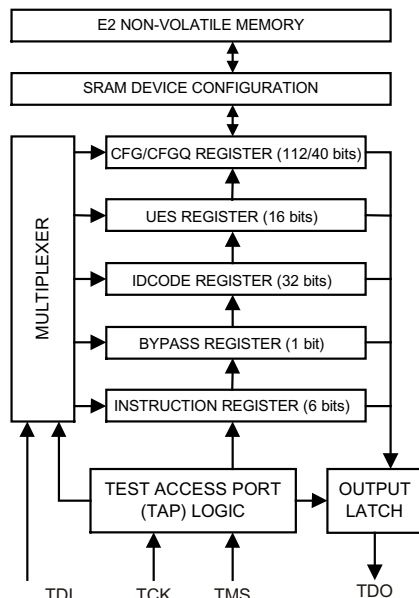 E2 NON-VOLATILE MEMORY
SRAM DEVICE CONFIGURATION
MULTIPLEXER
CFG/CFGQ REGISTER (112/40 bits)
UES REGISTER (16 bits)
IDCODE REGISTER (32 bits)
BYPASS REGISTER (1 bit)
INSTRUCTION REGISTER (6 bits)
TEST ACCESS PORT
(TAP) LOGIC
OUTPUT
LATCH
TDI TCK TMS TDO